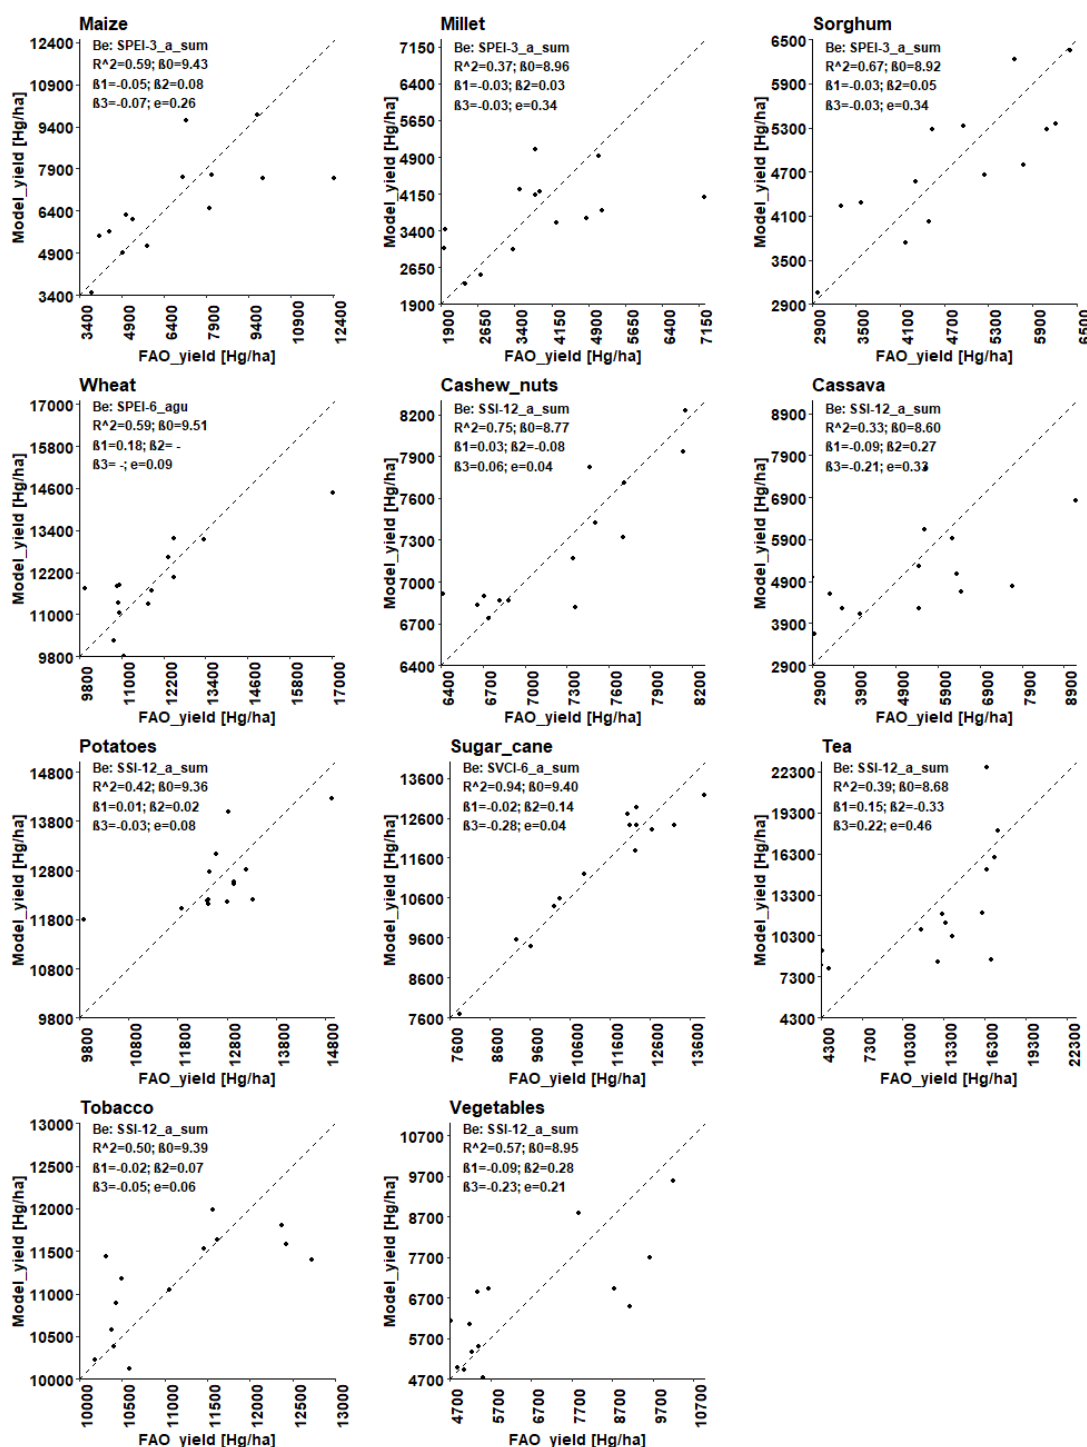 Maize
Be: SPEI-3_a_sum
R^2=0.59; ß0=9.43
ß1=-0.05; ß2=0.08
ß3=-0.07; e=0.26
Model_yield [Hg/ha]
12400
10900
9400
7900
6400
4900
3400
3400
4900
6400
7900
9400
10900
12400
FAO_yield [Hg/ha]
Millet
Be: SPEI-3_a_sum
R^2=0.37; ß0=8.96
ß1=-0.03; ß2=0.03
ß3=-0.03; e=0.34
Model_yield [Hg/ha]
7150
6400
5650
4900
4150
3400
2650
1900
1900
2650
3400
4150
4900
5650
6400
7150
FAO_yield [Hg/ha]
Sorghum
Be: SPEI-3_a_sum
R^2=0.67; ß0=8.92
ß1=-0.03; ß2=0.05
ß3=-0.03; e=0.34
Model_yield [Hg/ha]
6500
5900
5300
4700
4100
3500
2900
2900
3500
4100
4700
5300
5900
6500
FAO_yield [Hg/ha]
Wheat
Be: SPEI-6_agu
R^2=0.59; ß0=9.51
ß1=0.18; ß2= -
ß3= -; e=0.09
Model_yield [Hg/ha]
17000
15800
14600
13400
12200
11000
9800
9800
11000
12200
13400
14600
15800
17000
FAO_yield [Hg/ha]
Cashew_nuts
Be: SSI-12_a_sum
R^2=0.75; ß0=8.77
ß1=0.03; ß2=-0.08
ß3=0.06; e=0.04
Model_yield [Hg/ha]
8200
7900
7600
7300
7000
6700
6400
6400
6700
7000
7300
7600
7900
8200
FAO_yield [Hg/ha]
Cassava
Be: SSI-12_a_sum
R^2=0.33; ß0=8.60
ß1=-0.09; ß2=0.27
ß3=-0.21; e=0.33
Model_yield [Hg/ha]
8900
7900
6900
5900
4900
3900
2900
2900
3900
4900
5900
6900
7900
8900
FAO_yield [Hg/ha]
Potatoes
Be: SSI-12_a_sum
R^2=0.42; ß0=9.36
ß1=0.01; ß2=0.02
ß3=-0.03; e=0.08
Model_yield [Hg/ha]
14800
13800
12800
11800
10800
9800
9800
10800
11800
12800
13800
14800
FAO_yield [Hg/ha]
Sugar_cane
Be: SVCI-6_a_sum
R^2=0.94; ß0=9.40
ß1=-0.02; ß2=0.14
ß3=-0.28; e=0.04
Model_yield [Hg/ha]
13600
12600
11600
10600
9600
8600
7600
7600
8600
9600
10600
11600
12600
13600
FAO_yield [Hg/ha]
Tea
Be: SSI-12_a_sum
R^2=0.39; ß0=8.68
ß1=0.15; ß2=-0.33
ß3=0.22; e=0.46
Model_yield [Hg/ha]
22300
19300
16300
13300
10300
7300
4300
4300
7300
10300
13300
16300
19300
22300
FAO_yield [Hg/ha]
Tobacco
Be: SSI-12_a_sum
R^2=0.50; ß0=9.39
ß1=-0.02; ß2=0.07
ß3=-0.05; e=0.06
Model_yield [Hg/ha]
13000
12500
12000
11500
11000
10500
10000
10000
10500
11000
11500
12000
12500
13000
FAO_yield [Hg/ha]
Vegetables
Be: SSI-12_a_sum
R^2=0.57; ß0=8.95
ß1=-0.09; ß2=0.28
ß3=-0.23; e=0.21
Model_yield [Hg/ha]
10700
9700
8700
7700
6700
5700
4700
4700
5700
6700
7700
8700
9700
10700
FAO_yield [Hg/ha]